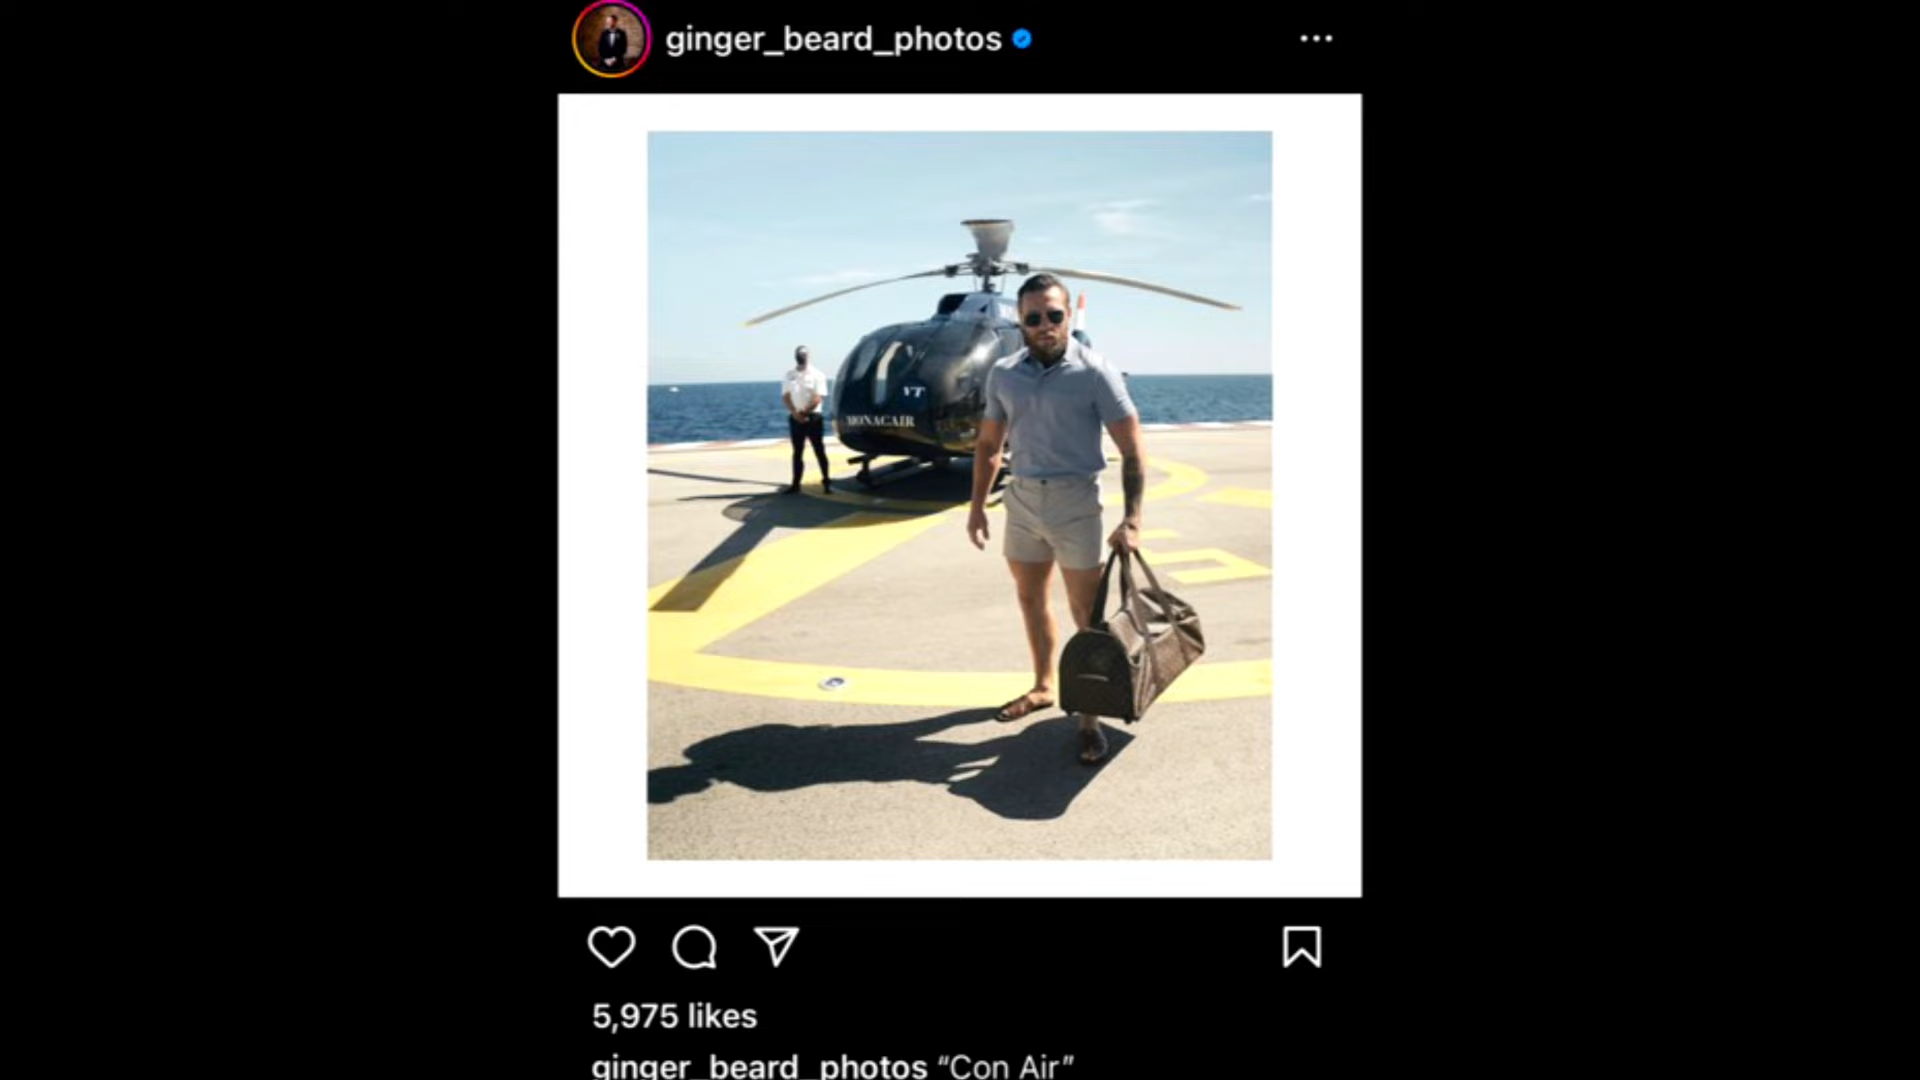 ginger_beard_photos
VT
MONACAIR
5,975 likes
ginger_beard_photos “Con Air”